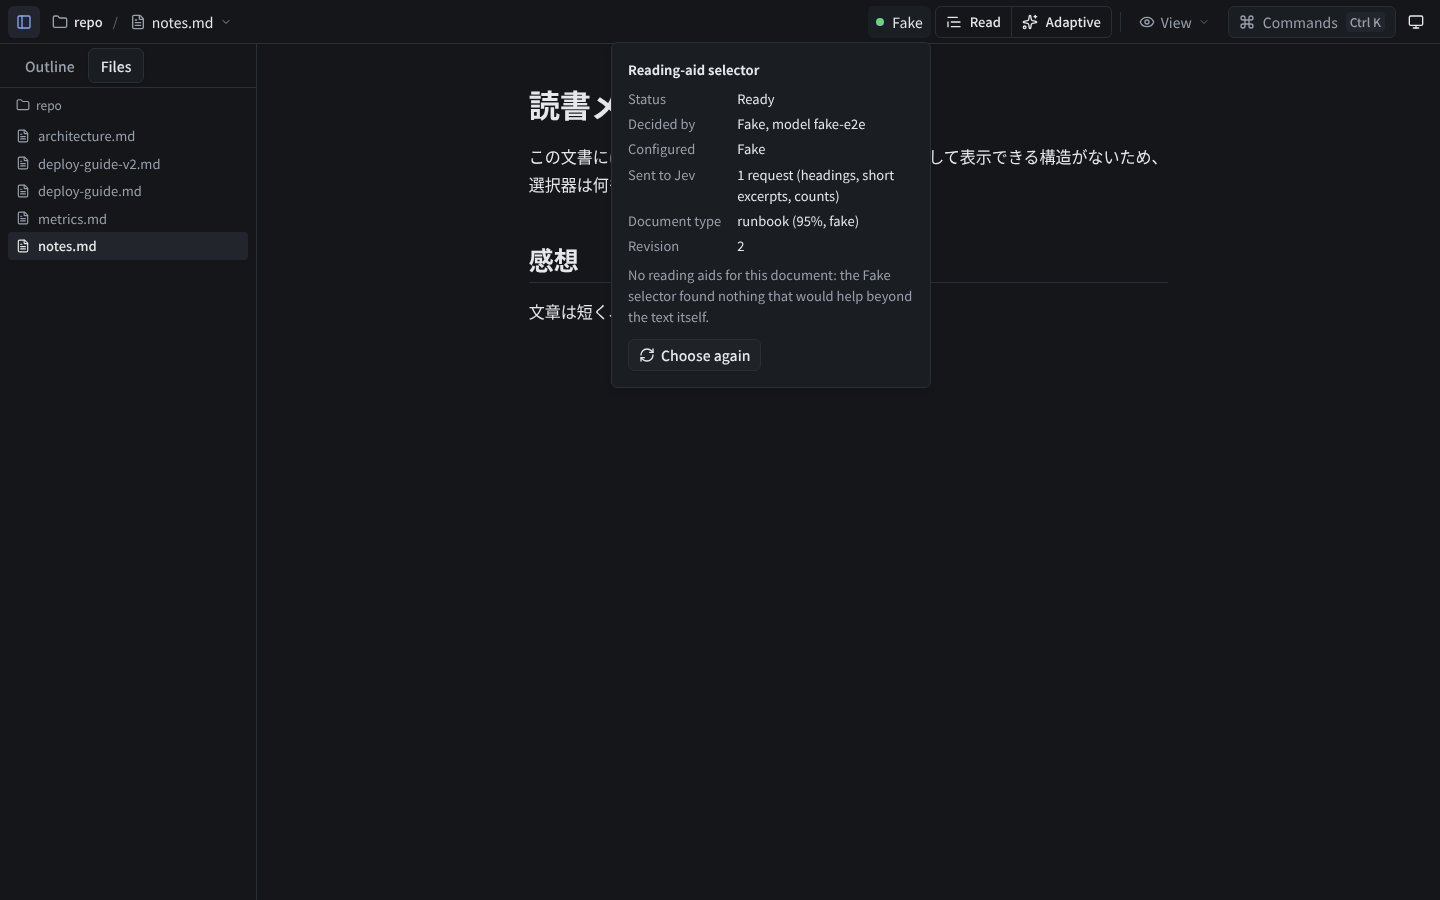 repo / notes.md
Fake
Read
Adaptive
View
Commands Ctrl K
Outline
Files
repo
architecture.md
deploy-guide-v2.md
deploy-guide.md
metrics.md
notes.md
読書メ
この文書に
して表示できる構造がないため、
選択器は何
感想
文章は短く
Reading-aid selector
Status Ready
Decided by Fake, model fake-e2e
Configured Fake
Sent to Jev 1 request (headings, short
excerpts, counts)
Document type runbook (95%, fake)
Revision 2
No reading aids for this document: the Fake
selector found nothing that would help beyond
the text itself.
Choose again